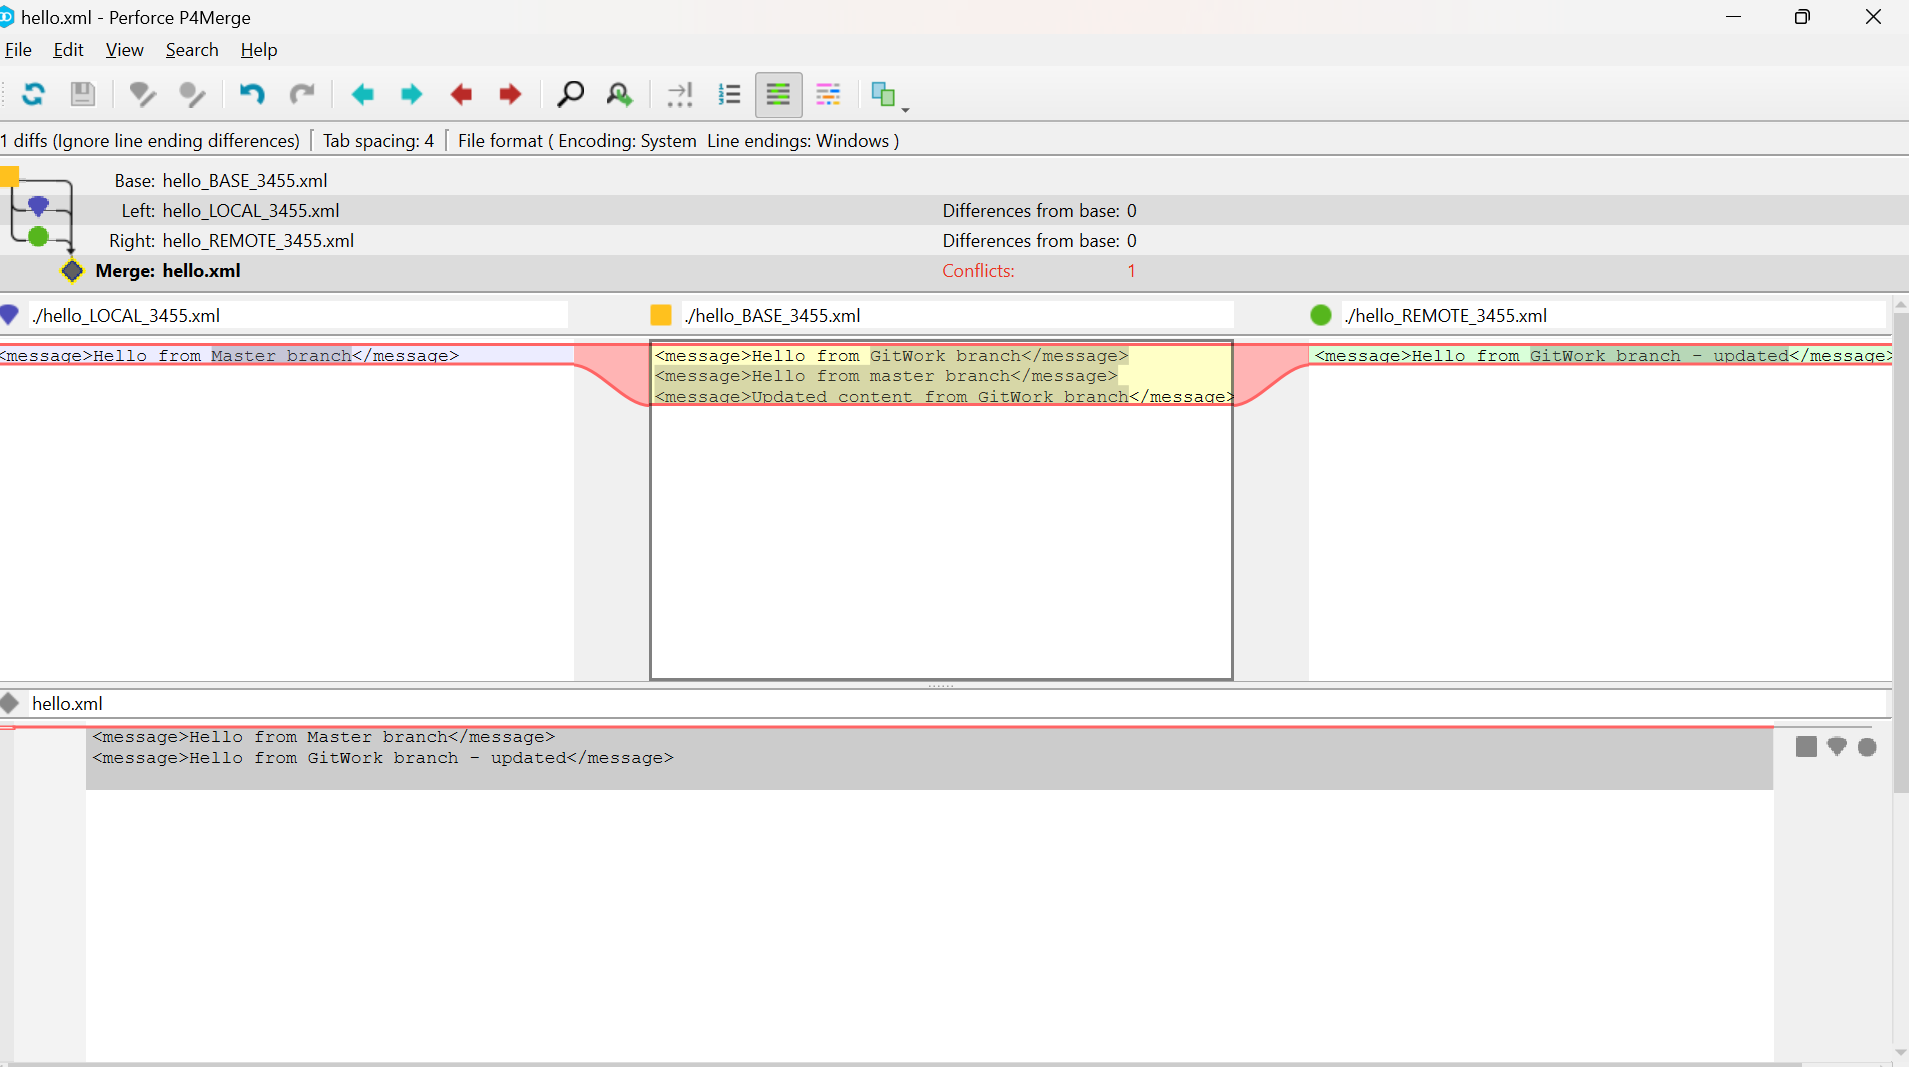 hello.xml - Perforce P4Merge
File Edit View Search Help
1 diffs (Ignore line ending differences) Tab spacing: 4 File format ( Encoding: System Line endings: Windows )
Base: hello_BASE_3455.xml
Left: hello_LOCAL_3455.xml Differences from base: 0
Right: hello_REMOTE_3455.xml Differences from base: 0
Merge: hello.xml Conflicts: 1
./hello_LOCAL_3455.xml ./hello_BASE_3455.xml ./hello_REMOTE_3455.xml
<message>Hello from Master branch</message>
<message>Hello from GitWork branch</message>
<message>Hello from master branch</message>
<message>Updated content from GitWork branch</message>
<message>Hello from GitWork branch - updated</message>
hello.xml
<message>Hello from Master branch</message>
<message>Hello from GitWork branch - updated</message>